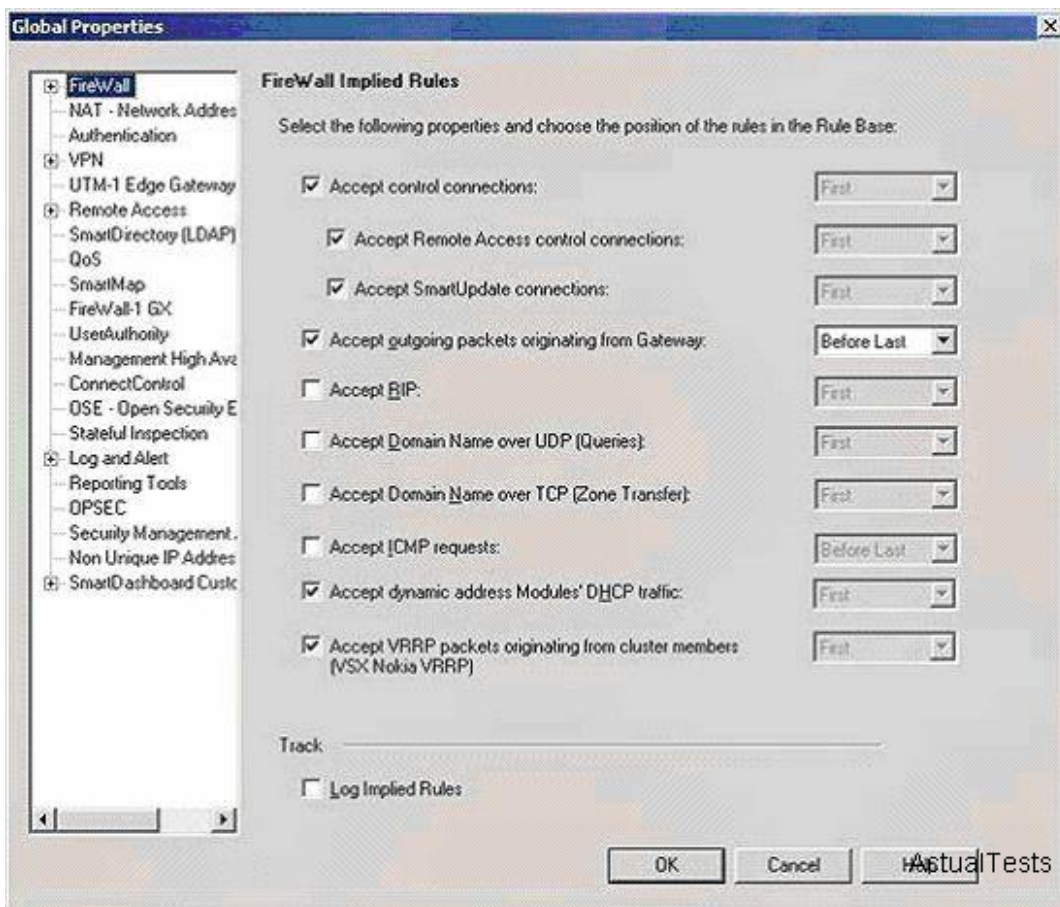 Global Properties
FireWall
NAT - Network Addres
Authentication
VPN
UTM-1 Edge Gateway
Remote Access
SmartDirectory (LDAP)
QoS
SmartMap
FireWall-1 GX
UserAuthority
Management High Ava
ConnectControl
OSE - Open Security E
Stateful Inspection
Log and Alert
Reporting Tools
OPSEC
Security Management .
Non Unique IP Addres
SmartDashboard Custo
FireWall Implied Rules
Select the following properties and choose the position of the rules in the Rule Base:
Accept control connections: First
Accept Remote Access control connections: First
Accept SmartUpdate connections: First
Accept outgoing packets originating from Gateway: Before Last
Accept RIP: First
Accept Domain Name over UDP (Queries): First
Accept Domain Name over TCP (Zone Transfer): First
Accept ICMP requests: Before Last
Accept dynamic address Modules' DHCP traffic: First
Accept VRRP packets originating from cluster members First
(VSX Nokia VRRP)
Track
Log Implied Rules
OK Cancel